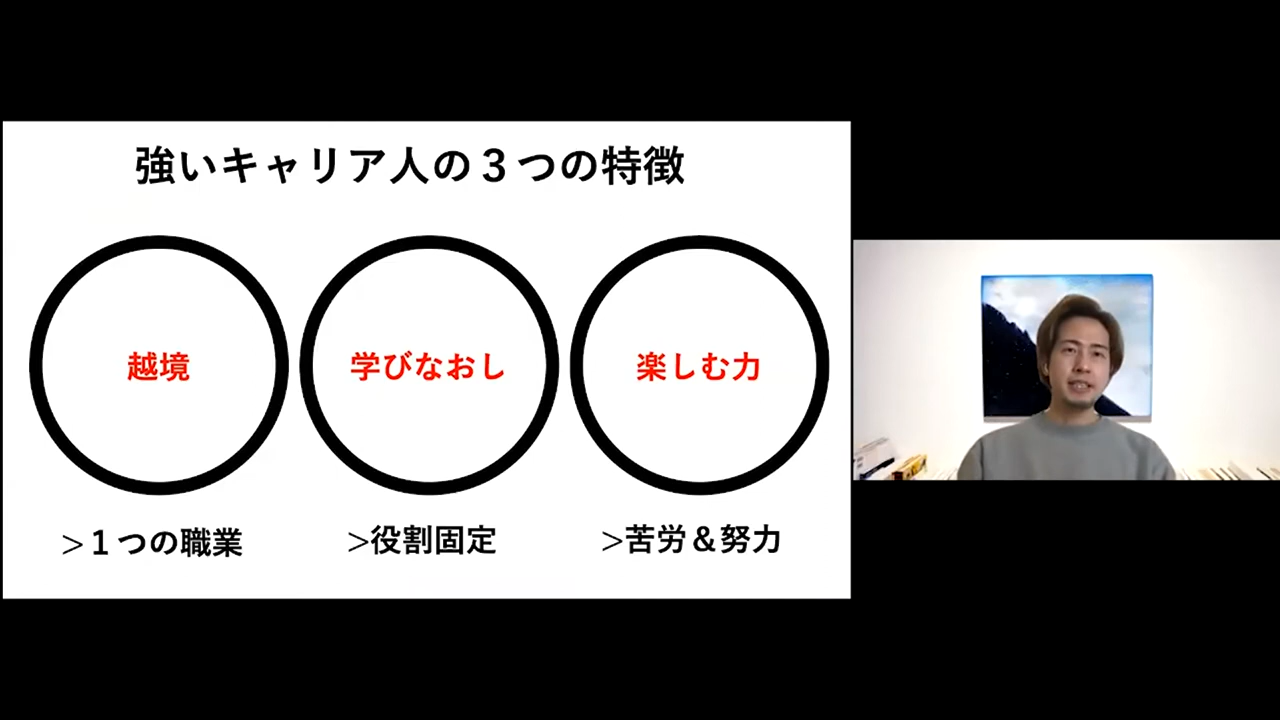 強いキャリア人の３つの特徴
越境
学びなおし
楽しむ力
>１つの職業
>役割固定
>苦労＆努力